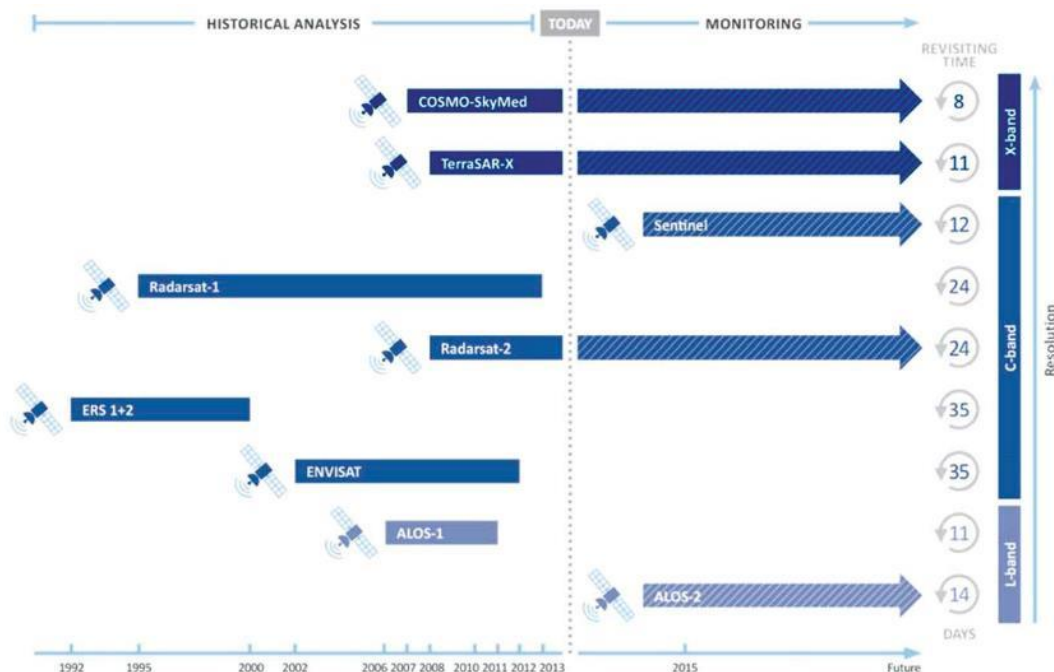 HISTORICAL ANALYSIS TODAY MONITORING
REVISITING
TIME
COSMO-SkyMed 8
TerraSAR-X 11
X-band
Sentinel 12
Radarsat-1 24
Radarsat-2 24
ERS 1+2 35
ENVISAT 35
C-band
Resolution
ALOS-1 11
ALOS-2 14
L-band
DAYS
1992 1995 2000 2002 2006 2007 2008 2010 2011 2012 2013 2015 Future